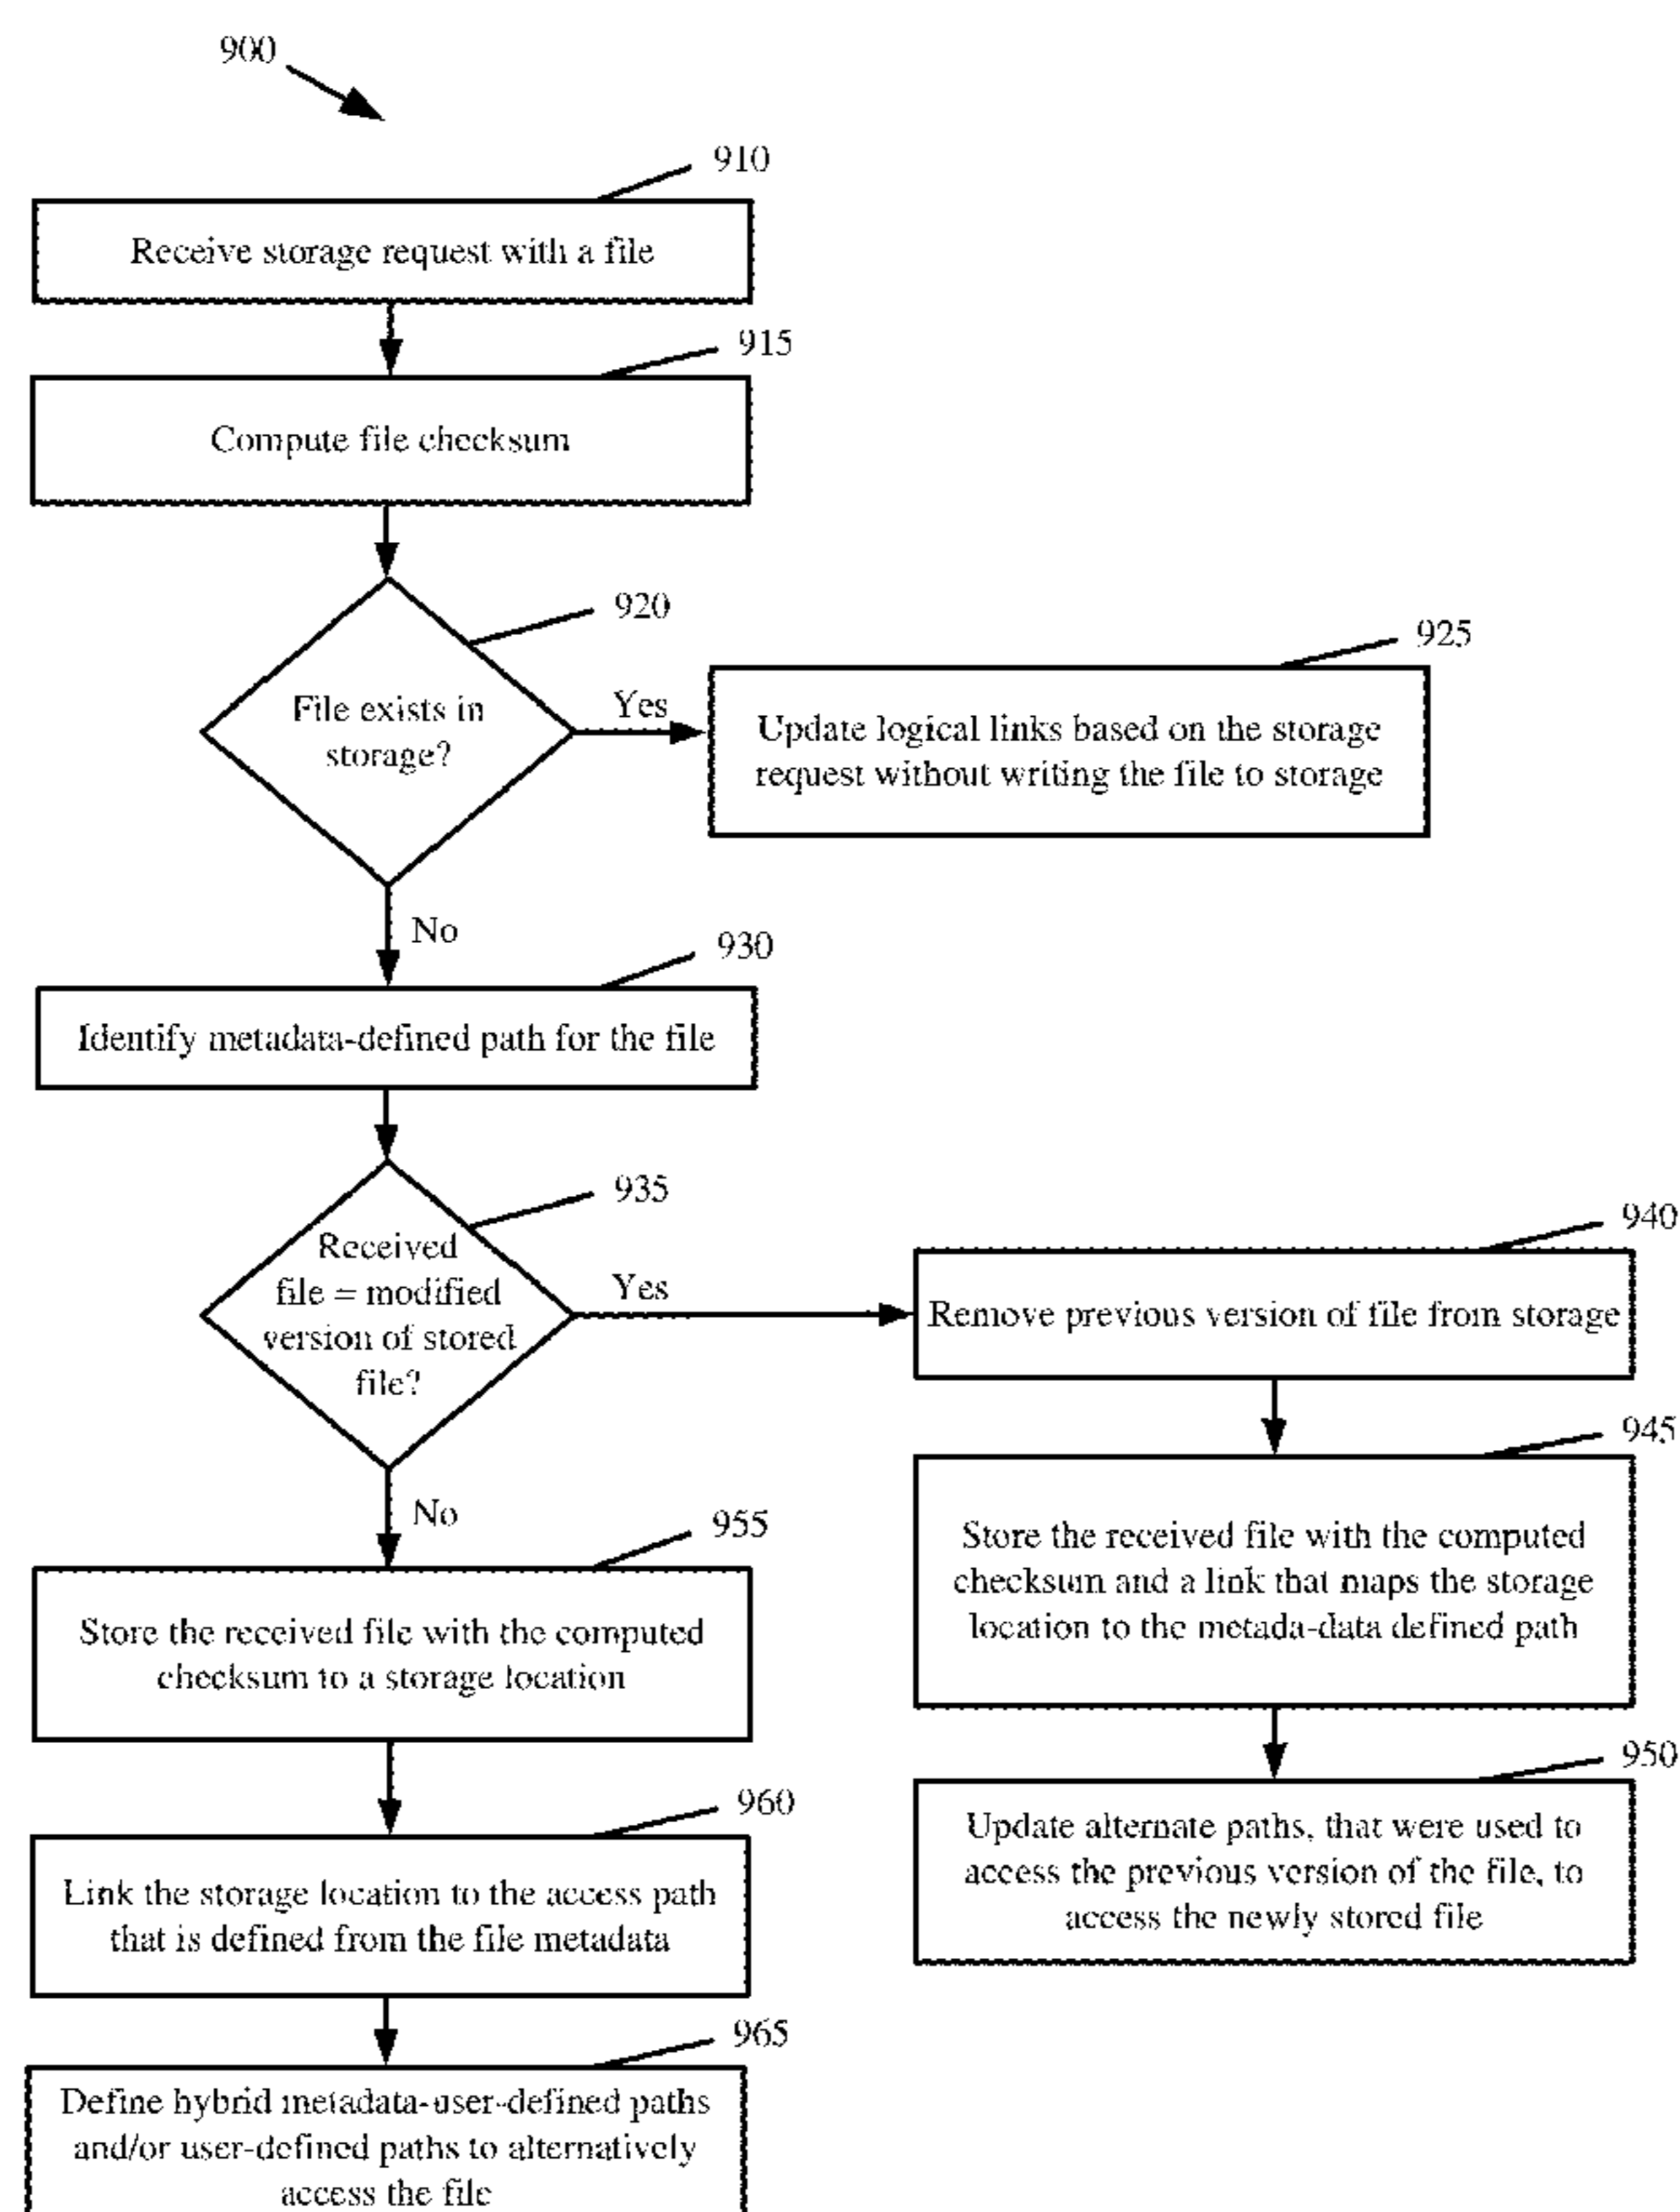 900
910
Receive storage request with a file
915
Compute file checksum
920
File exists in
storage?
Yes
925
Update logical links based on the storage
request without writing the file to storage
No
930
Identify metadata-defined path for the file
935
Received
file = modified
version of stored
file?
Yes
940
Remove previous version of file from storage
945
Store the received file with the computed
checksum and a link that maps the storage
location to the metada-data defined path
950
Update alternate paths, that were used to
access the previous version of the file, to
access the newly stored file
No
955
Store the received file with the computed
checksum to a storage location
960
Link the storage location to the access path
that is defined from the file metadata
965
Define hybrid metadata-user-defined paths
and/or user-defined paths to alternatively
access the file